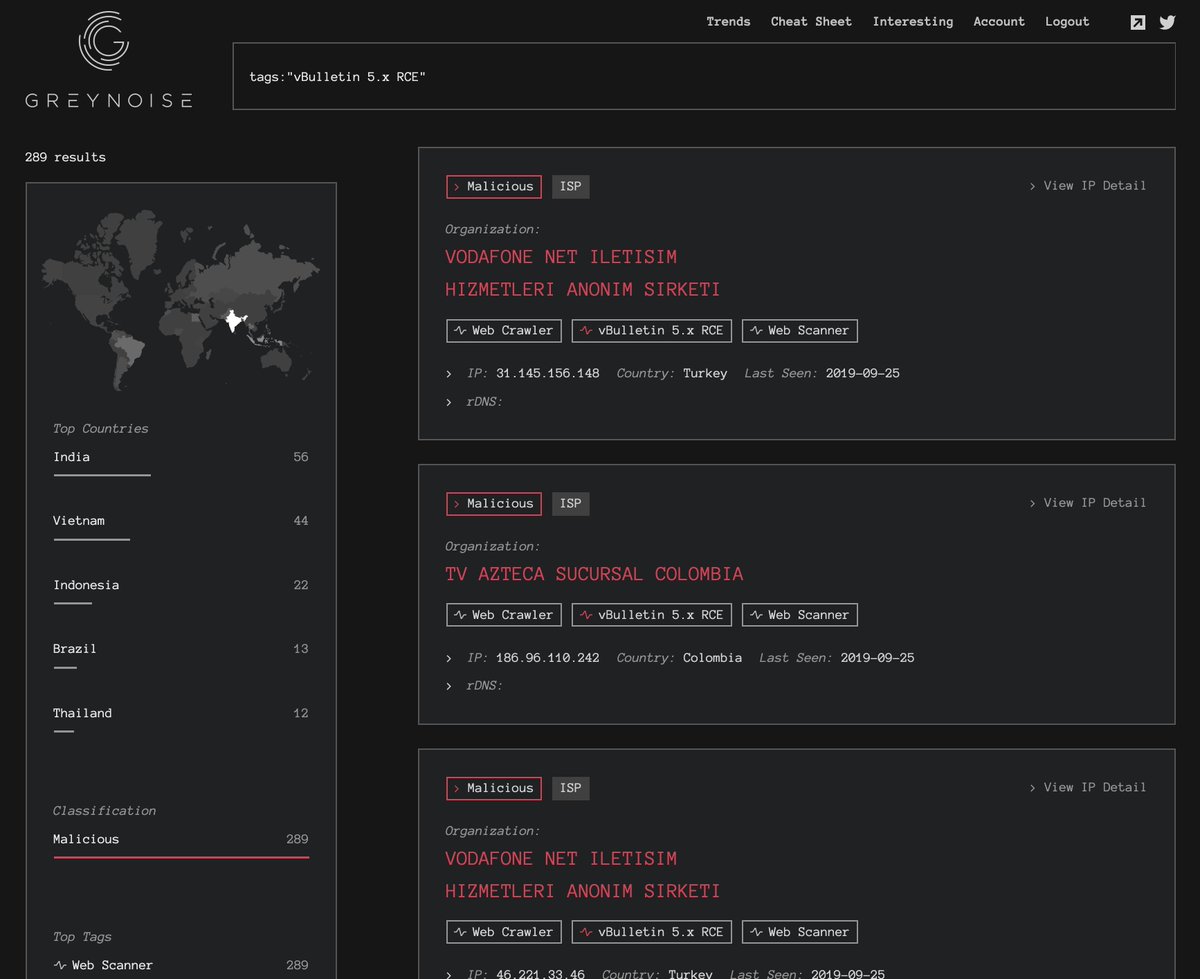 Trends Cheat Sheet Interesting Account Logout
GREYNOISE
tags:"vBulletin 5.x RCE"
289 results
Top Countries
India 56
Vietnam 44
Indonesia 22
Brazil 13
Thailand 12
Classification
Malicious 289
Top Tags
Web Scanner 289
Malicious ISP View IP Detail
Organization:
VODAFONE NET ILETISIM
HIZMETLERI ANONIM SIRKETI
Web Crawler vBulletin 5.x RCE Web Scanner
IP: 31.145.156.148 Country: Turkey Last Seen: 2019-09-25
rDNS:
Malicious ISP View IP Detail
Organization:
TV AZTECA SUCURSAL COLOMBIA
Web Crawler vBulletin 5.x RCE Web Scanner
IP: 186.96.110.242 Country: Colombia Last Seen: 2019-09-25
rDNS:
Malicious ISP View IP Detail
Organization:
VODAFONE NET ILETISIM
HIZMETLERI ANONIM SIRKETI
Web Crawler vBulletin 5.x RCE Web Scanner
IP: 46.221.33.46 Country: Turkey Last Seen: 2019-09-25